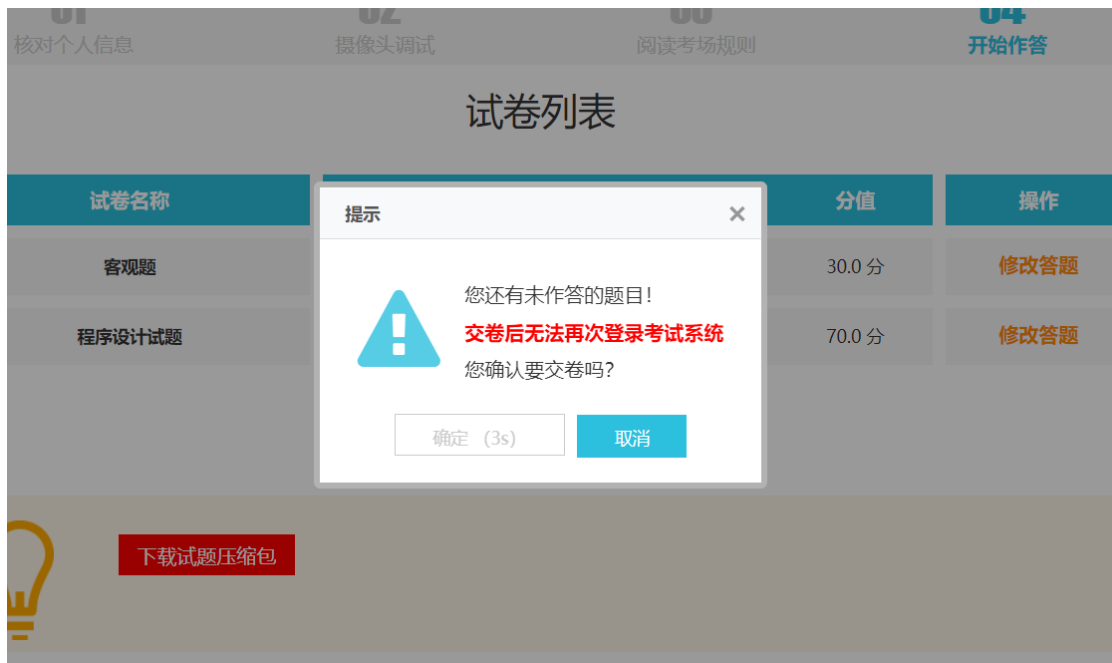 01 02 03 04
核对个人信息 摄像头调试 阅读考场规则 开始作答
试卷列表
试卷名称 分值 操作
客观题 30.0 分 修改答题
程序设计试题 70.0 分 修改答题
提示 ×
您还有未作答的题目！
交卷后无法再次登录考试系统
您确认要交卷吗？
确定 （3s） 取消
下载试题压缩包